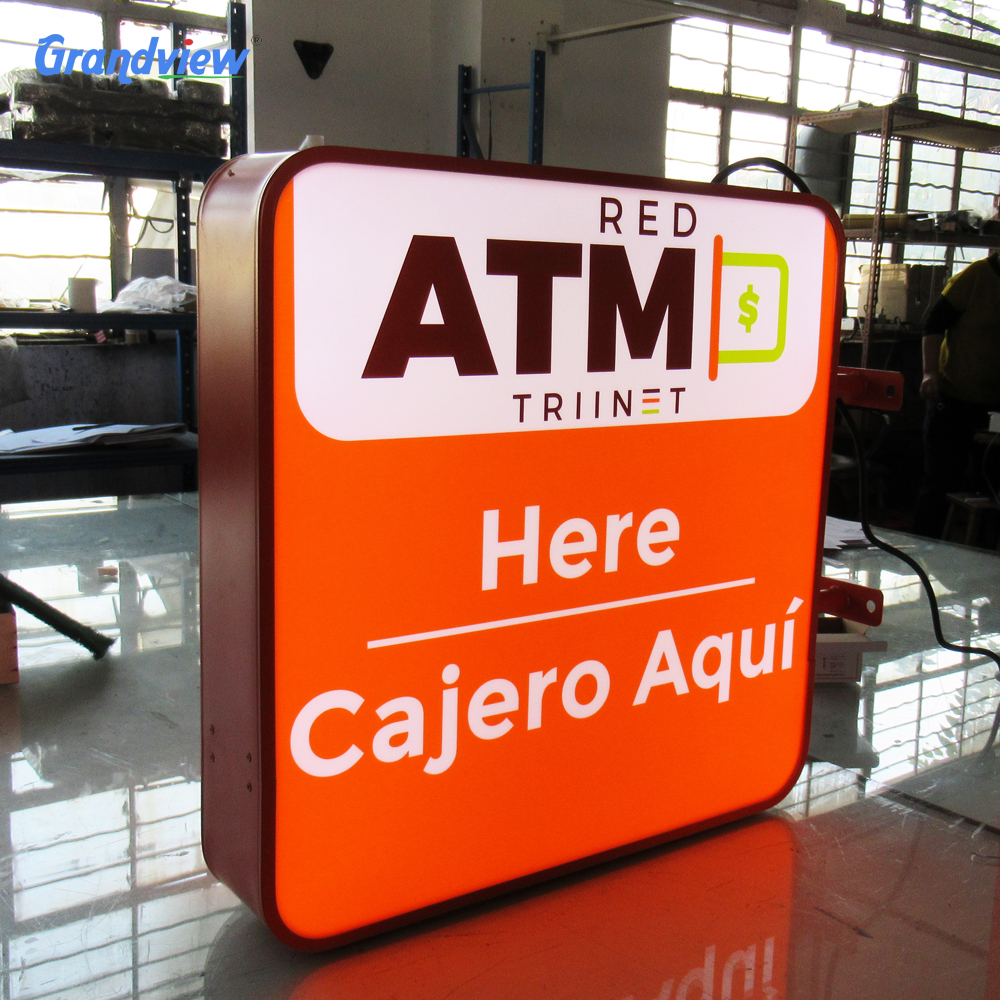 Grandview®
RED
ATM
$
TRIINET
Here
Cajero Aquí